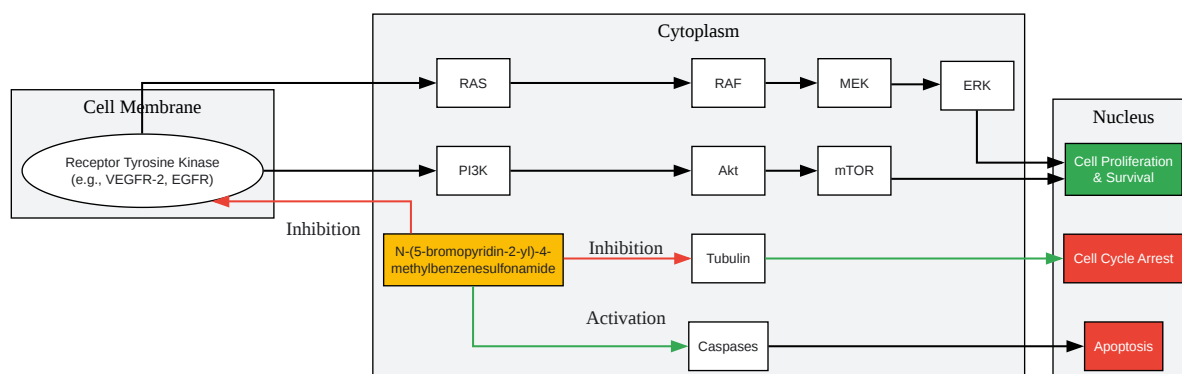 Cytoplasm
RAS
RAF
MEK
ERK
Cell Membrane
Nucleus
Receptor Tyrosine Kinase
(e.g., VEGFR-2, EGFR)
PI3K
Akt
mTOR
Cell Proliferation
& Survival
Inhibition
N-(5-bromopyridin-2-yl)-4-
methylbenzenesulfonamide
Inhibition
Tubulin
Cell Cycle Arrest
Activation
Caspases
Apoptosis